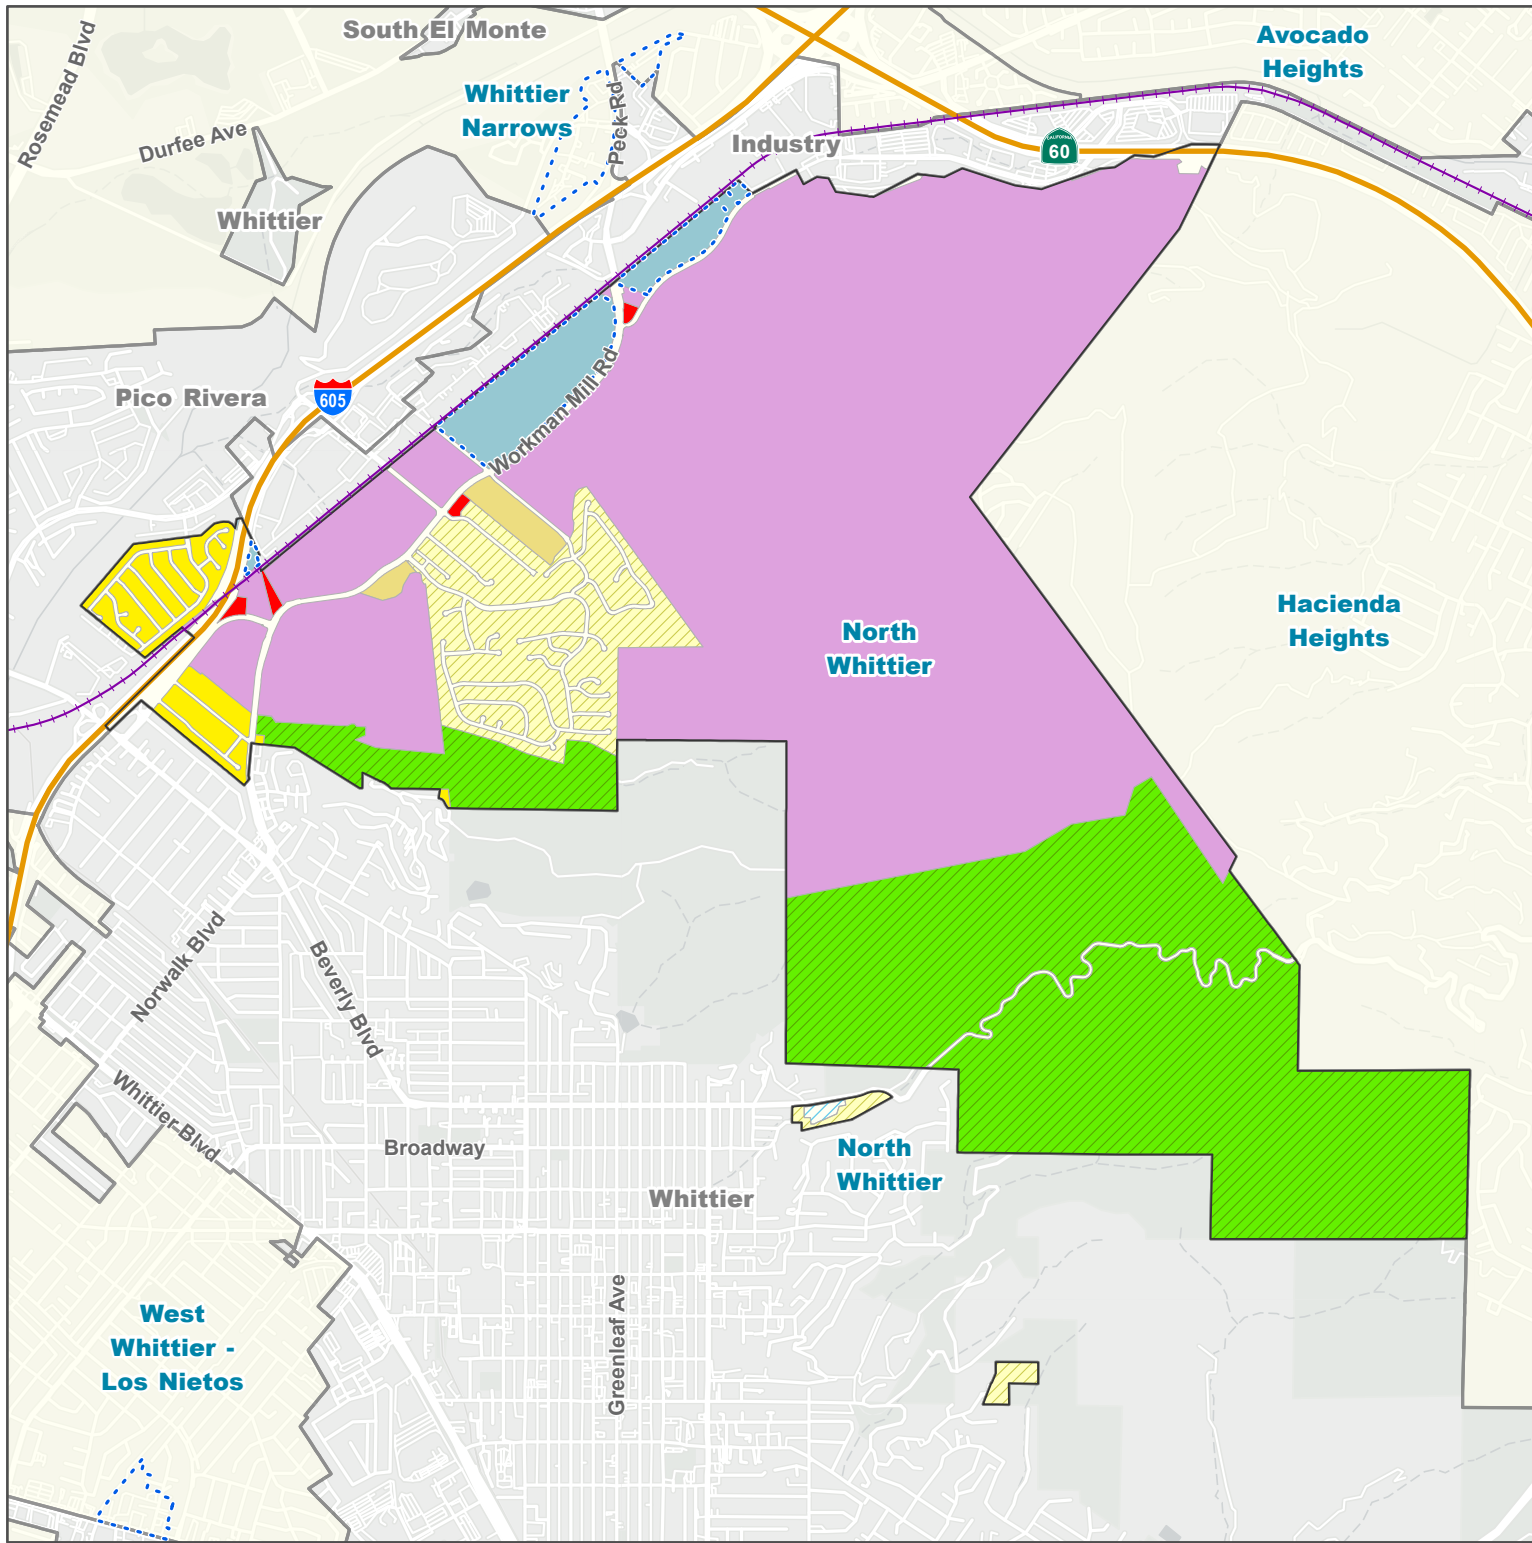 South El Monte
Avocado
Heights
Rosemead Blvd
Whittier
Narrows
Peck Rd
Durfee Ave
Industry
CALIFORNIA
60
Whittier
Pico Rivera
605
Workman Mill Rd
North
Whittier
Hacienda
Heights
Norwalk Blvd
Beverly Blvd
Whittier Blvd
Broadway
North
Whittier
Whittier
West
Whittier -
Los Nietos
Greenleaf Ave